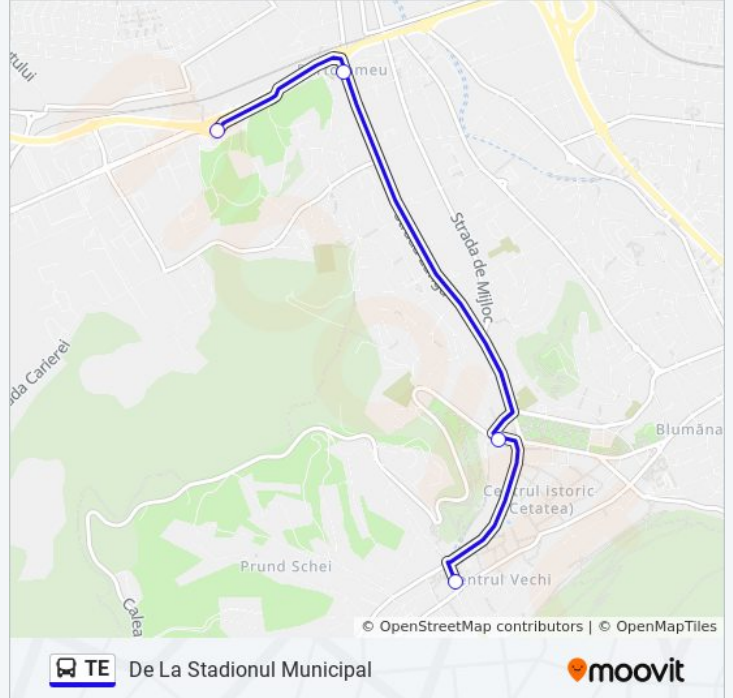 Bartolomeu
Strada de Mijloc
Strada Lungă
Blumăna
Centrul istoric
(Cetatea)
Prund Schei
Centrul Vechi
Calea
© OpenStreetMap contributors | © OpenMapTiles
TE De La Stadionul Municipal
moovit